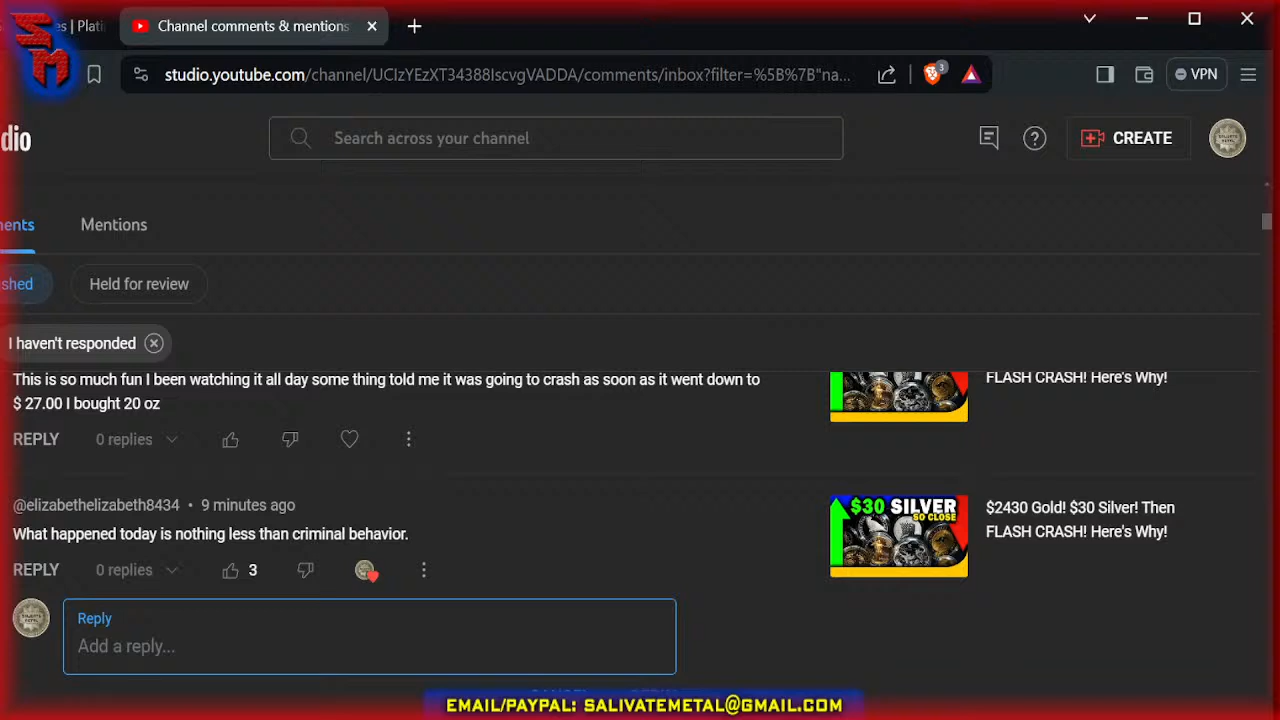 SM
es | Plati
Channel comments & mentions
studio.youtube.com/channel/UCIzYEzXT34388IscvgVADDA/comments/inbox?filter=%5B%7B"na...
3
VPN
dio
Search across your channel
CREATE
nents
Mentions
shed
Held for review
I haven't responded
This is so much fun I been watching it all day some thing told me it was going to crash as soon as it went down to
$ 27.00 I bought 20 oz
FLASH CRASH! Here's Why!
REPLY
0 replies
@elizabethelizabeth8434 • 9 minutes ago
What happened today is nothing less than criminal behavior.
REPLY
0 replies
3
$30 SILVER
SO CLOSE
$2430 Gold! $30 Silver! Then
FLASH CRASH! Here's Why!
Reply
Add a reply...
EMAIL/PAYPAL: SALIVATEMETAL@GMAIL.COM